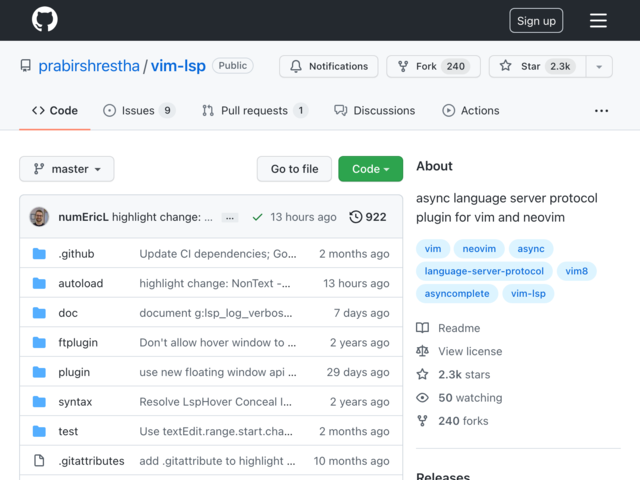 Sign up
prabirshrestha / vim-lsp Public
Notifications Fork 240 Star 2.3k
Code Issues 9 Pull requests 1 Discussions Actions ...
master Go to file Code
numEricL highlight change: ... ... 13 hours ago 922
.github Update CI dependencies; Go... 2 months ago
autoload highlight change: NonText -... 13 hours ago
doc document g:lsp_log_verbos... 7 days ago
ftplugin Don't allow hover window to ... 2 years ago
plugin use new floating window api ... 29 days ago
syntax Resolve LspHover Conceal I... 2 years ago
test Use textEdit.range.start.cha... 2 months ago
.gitattributes add .gitattribute to highlight ... 10 months ago
About
async language server protocol
plugin for vim and neovim
vim neovim async
language-server-protocol vim8
asyncomplete vim-lsp
Readme
View license
2.3k stars
50 watching
240 forks
Releases